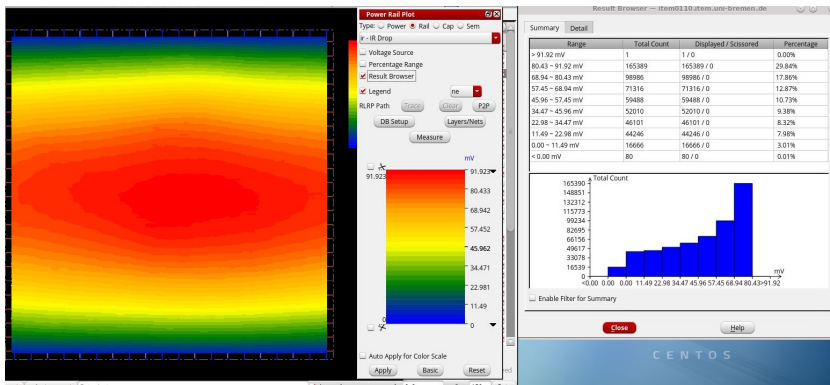 Power Rail Plot
Type: Power Rail Cap Sem
ir - IR Drop
Voltage Source
Percentage Range
Result Browser
Legend ne
RLRP Path Trace Clear P2P
DB Setup Layers/Nets
Measure
mV
91.923 91.923
80.433
68.942
57.452
45.962
34.471
22.981
11.49
0 0
Auto Apply for Color Scale
Apply Basic Reset
Result Browser — item0110.item.uni-bremen.de
Summary Detail
Range Total Count Displayed / Scissored Percentage
> 91.92 mV 1 1 / 0 0.00%
80.43 ~ 91.92 mV 165389 165389 / 0 29.84%
68.94 ~ 80.43 mV 98986 98986 / 0 17.86%
57.45 ~ 68.94 mV 71316 71316 / 0 12.87%
45.96 ~ 57.45 mV 59488 59488 / 0 10.73%
34.47 ~ 45.96 mV 52010 52010 / 0 9.38%
22.98 ~ 34.47 mV 46101 46101 / 0 8.32%
11.49 ~ 22.98 mV 44246 44246 / 0 7.98%
0.00 ~ 11.49 mV 16666 16666 / 0 3.01%
< 0.00 mV 80 80 / 0 0.01%
Total Count
165390
148851
132312
115773
99234
82695
66156
49617
33078
16539
0
mV
<0.00 0.00 0.00 11.49 22.98 34.47 45.96 57.45 68.94 80.43>91.92
Enable Filter for Summary
Close Help
CENTOS